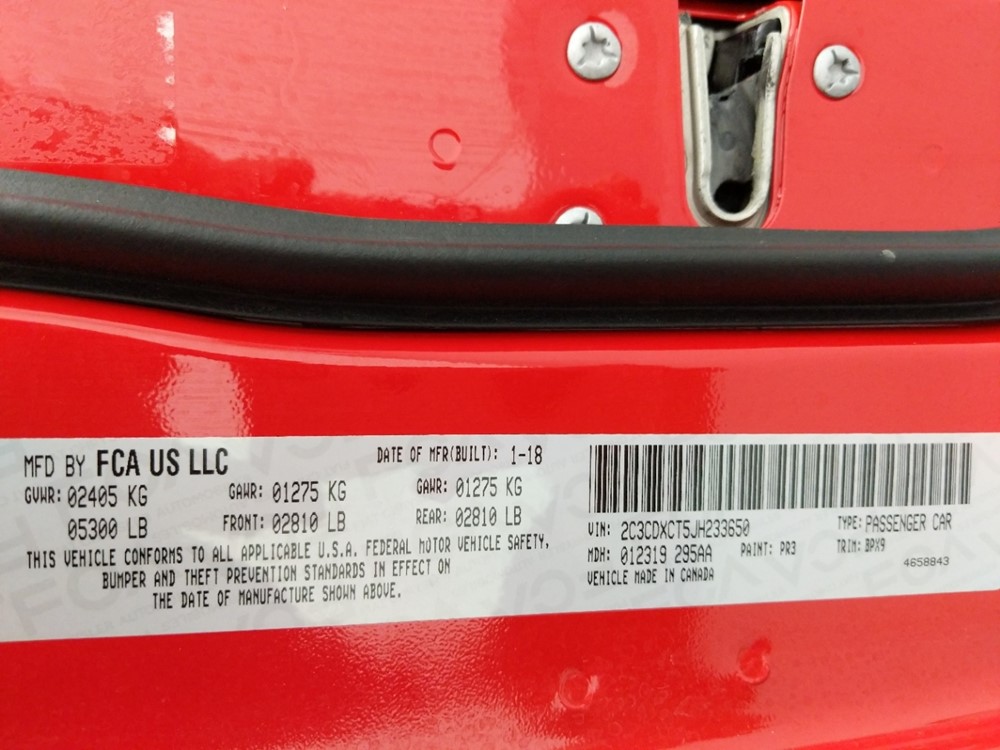 MFD BY FCA US LLC
DATE OF MFR(BUILT): 1-18
GVWR: 02405 KG
05300 LB
GAWR: 01275 KG
FRONT: 02810 LB
GAWR: 01275 KG
REAR: 02810 LB
THIS VEHICLE CONFORMS TO ALL APPLICABLE U.S.A. FEDERAL MOTOR VEHICLE SAFETY,
BUMPER AND THEFT PREVENTION STANDARDS IN EFFECT ON
THE DATE OF MANUFACTURE SHOWN ABOVE.
VIN: 2C3CDXCT5JH233650 TYPE: PASSENGER CAR
MDH: 012319 295AA PAINT: PR3 TRIM: BPX9
VEHICLE MADE IN CANADA 4658843